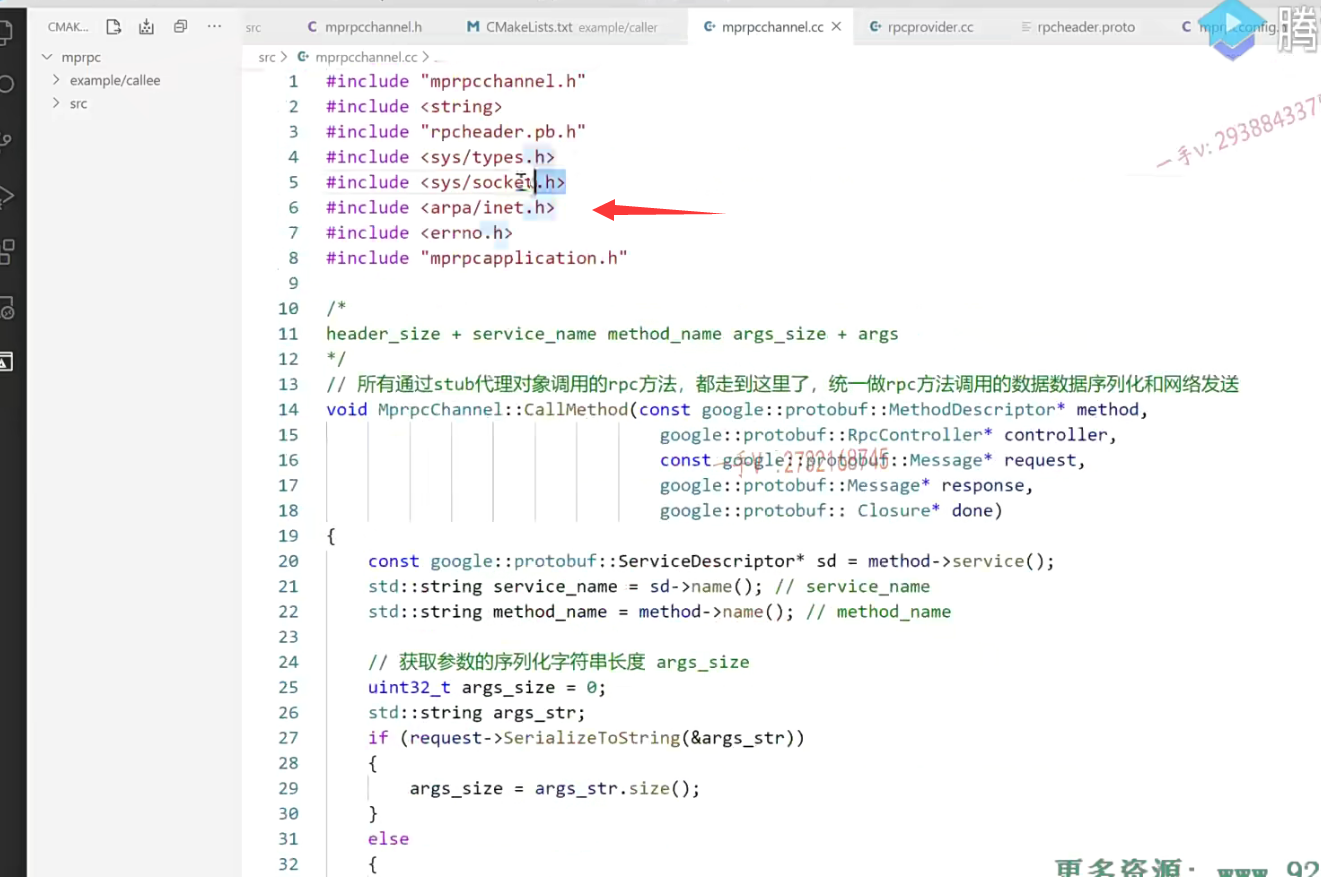 CMAK...
src
C mprpcchannel.h
M CMakeLists.txt example/caller
mprpcchannel.cc
rpcprovider.cc
rpcheader.proto
C mprpcconfig.h
腾
mprpc
example/callee
src
src > mprpcchannel.cc > ...
1 #include "mprpcchannel.h"
2 #include <string>
3 #include "rpcheader.pb.h"
4 #include <sys/types.h>
5 #include <sys/socket.h>
6 #include <arpa/inet.h>
7 #include <errno.h>
8 #include "mprpcapplication.h"
9
10 /*
11 header_size + service_name method_name args_size + args
12 */
13 // 所有通过stub代理对象调用的rpc方法，都走到这里了，统一做rpc方法调用的数据数据序列化和网络发送
14 void MprpcChannel::CallMethod(const google::protobuf::MethodDescriptor* method,
15 google::protobuf::RpcController* controller,
16 const google::protobuf::Message* request,
17 google::protobuf::Message* response,
18 google::protobuf:: Closure* done)
19 {
20 const google::protobuf::ServiceDescriptor* sd = method->service();
21 std::string service_name = sd->name(); // service_name
22 std::string method_name = method->name(); // method_name
23
24 // 获取参数的序列化字符串长度 args_size
25 uint32_t args_size = 0;
26 std::string args_str;
27 if (request->SerializeToString(&args_str))
28 {
29 args_size = args_str.size();
30 }
31 else
32 {
一手v: 293884337
一手V :2782168745
更多资源: www.92